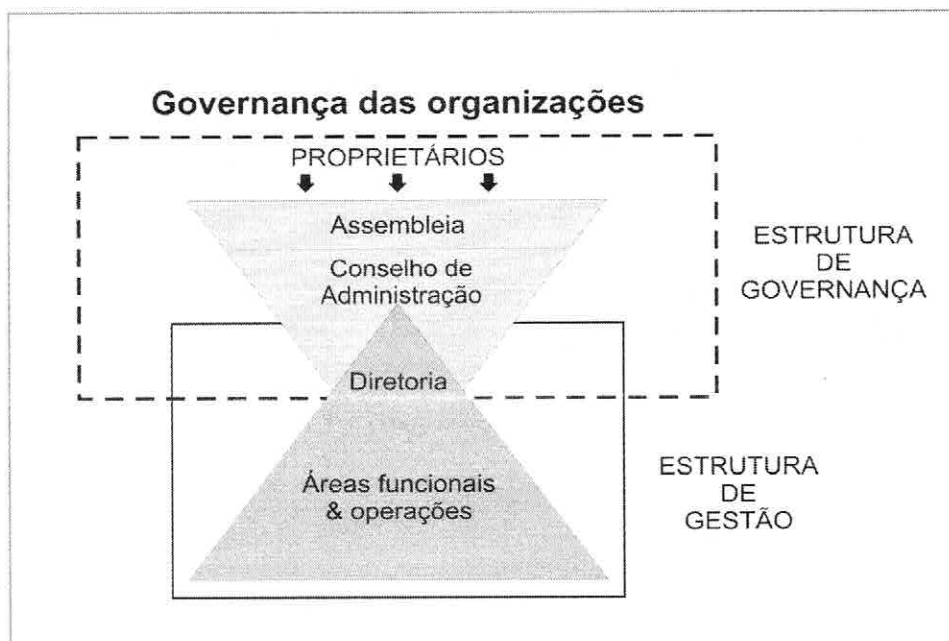 Governança das organizações
PROPRIETÁRIOS
Assembleia
Conselho de
Administração
ESTRUTURA
DE
GOVERNANÇA
Diretoria
Áreas funcionais
& operações
ESTRUTURA
DE
GESTÃO